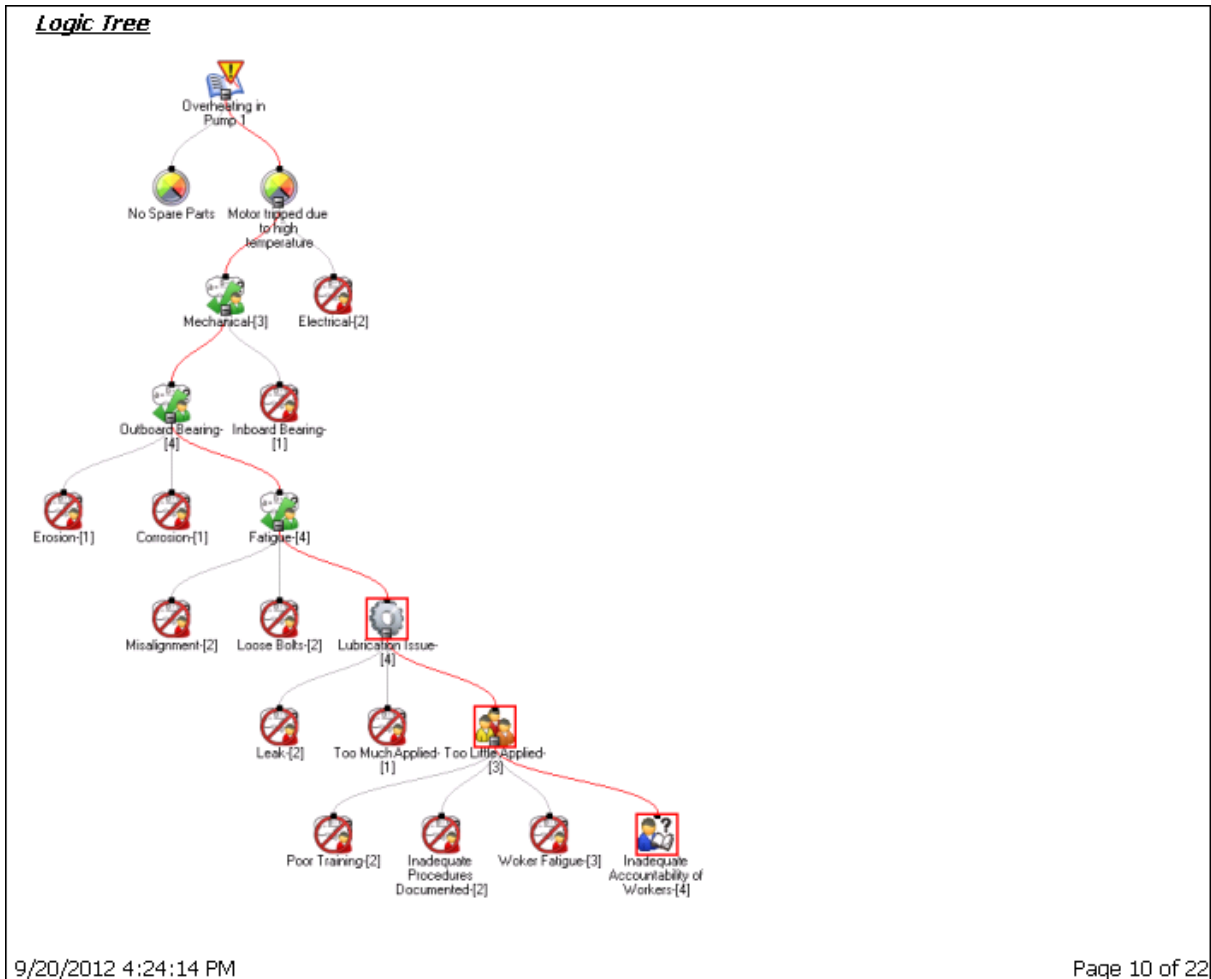 Logic Tree
Overheating in
Pump 1
No Spare Parts
Motor tripped due
to high
temperature
Mechanical-[3]
Electrical-[2]
Outboard Bearing-
[4]
Inboard Bearing-
[1]
Erosion-[1]
Corrosion-[1]
Fatigue-[4]
Misalignment-[2]
Loose Bolts-[2]
Lubrication Issue-
[4]
Leak-[2]
Too Much Applied-
[1]
Too Little Applied-
[3]
Poor Training-[2]
Inadequate
Procedures
Documented-[2]
Woker Fatigue-[3]
Inadequate
Accountability of
Workers-[4]
9/20/2012 4:24:14 PM
Page 10 of 22